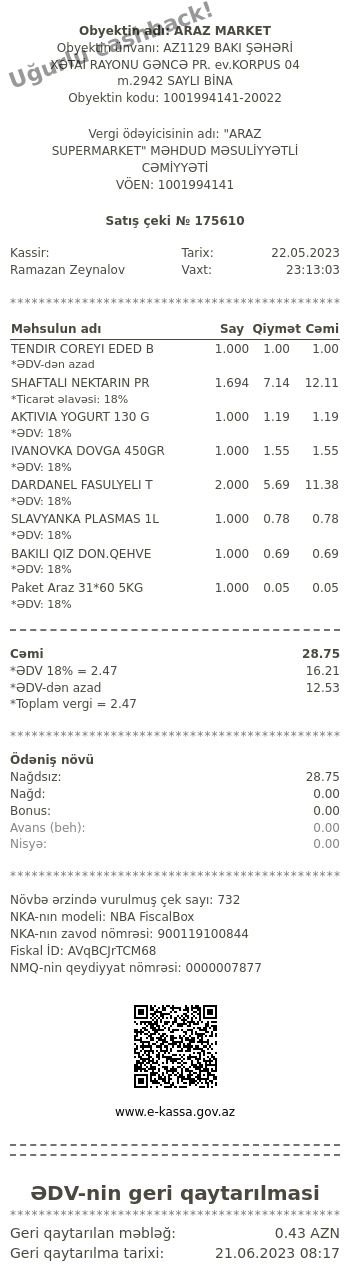 Uğurlu cashback!
Obyektin adı: ARAZ MARKET
Obyektin ünvanı: AZ1129 BAKI ŞƏHƏRİ
XƏTAİ RAYONU GƏNCƏ PR. ev.KORPUS 04
m.2942 SAYLI BİNA
Obyektin kodu: 1001994141-20022
Vergi ödəyicisinin adı: "ARAZ
SUPERMARKET" MƏHDUD MƏSULİYYƏTLİ
CƏMİYYƏTİ
VÖEN: 1001994141
Satış çeki № 175610
Kassir: Tarix: 22.05.2023
Ramazan Zeynalov Vaxt: 23:13:03
*********************************************
Məhsulun adı Say Qiymət Cəmi
TENDIR COREYI EDED B 1.000 1.00 1.00
*ƏDV-dən azad
SHAFTALI NEKTARIN PR 1.694 7.14 12.11
*Ticarət əlavəsi: 18%
AKTIVIA YOGURT 130 G 1.000 1.19 1.19
*ƏDV: 18%
IVANOVKA DOVGA 450GR 1.000 1.55 1.55
*ƏDV: 18%
DARDANEL FASULYELI T 2.000 5.69 11.38
*ƏDV: 18%
SLAVYANKA PLASMAS 1L 1.000 0.78 0.78
*ƏDV: 18%
BAKILI QIZ DON.QEHVE 1.000 0.69 0.69
*ƏDV: 18%
Paket Araz 31*60 5KG 1.000 0.05 0.05
*ƏDV: 18%
Cəmi 28.75
*ƏDV 18% = 2.47 16.21
*ƏDV-dən azad 12.53
*Toplam vergi = 2.47
*********************************************
Ödəniş növü
Nağdsız: 28.75
Nağd: 0.00
Bonus: 0.00
Avans (beh): 0.00
Nisyə: 0.00
*********************************************
Növbə ərzində vurulmuş çek sayı: 732
NKA-nın modeli: NBA FiscalBox
NKA-nın zavod nömrəsi: 900119100844
Fiskal İD: AVqBCJrTCM68
NMQ-nin qeydiyyat nömrəsi: 0000007877
www.e-kassa.gov.az
ƏDV-nin geri qaytarılması
*********************************************
Geri qaytarılan məbləğ: 0.43 AZN
Geri qaytarılma tarixi: 21.06.2023 08:17